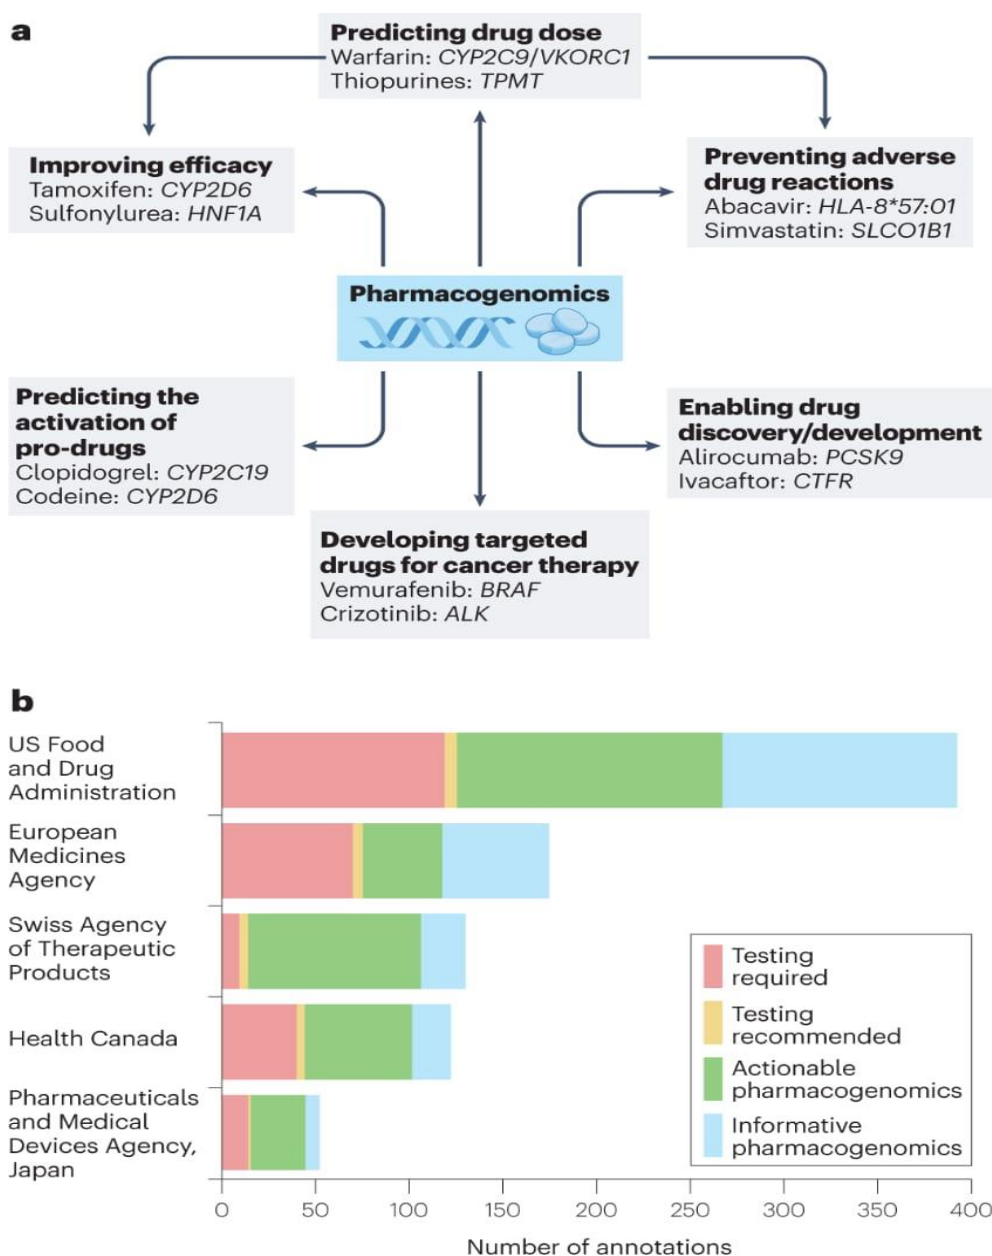 a
Predicting drug dose
Warfarin: CYP2C9/VKORC1
Thiopurines: TPMT
Improving efficacy
Tamoxifen: CYP2D6
Sulfonylurea: HNF1A
Preventing adverse
drug reactions
Abacavir: HLA-8*57:01
Simvastatin: SLCO1B1
Pharmacogenomics
Predicting the
activation of
pro-drugs
Clopidogrel: CYP2C19
Codeine: CYP2D6
Enabling drug
discovery/development
Alirocumab: PCSK9
Ivacaftor: CTFR
Developing targeted
drugs for cancer therapy
Vemurafenib: BRAF
Crizotinib: ALK
b
US Food
and Drug
Administration
European
Medicines
Agency
Swiss Agency
of Therapeutic
Products
Health Canada
Pharmaceuticals
and Medical
Devices Agency,
Japan
Testing
required
Testing
recommended
Actionable
pharmacogenomics
Informative
pharmacogenomics
0 50 100 150 200 250 300 350 400
Number of annotations